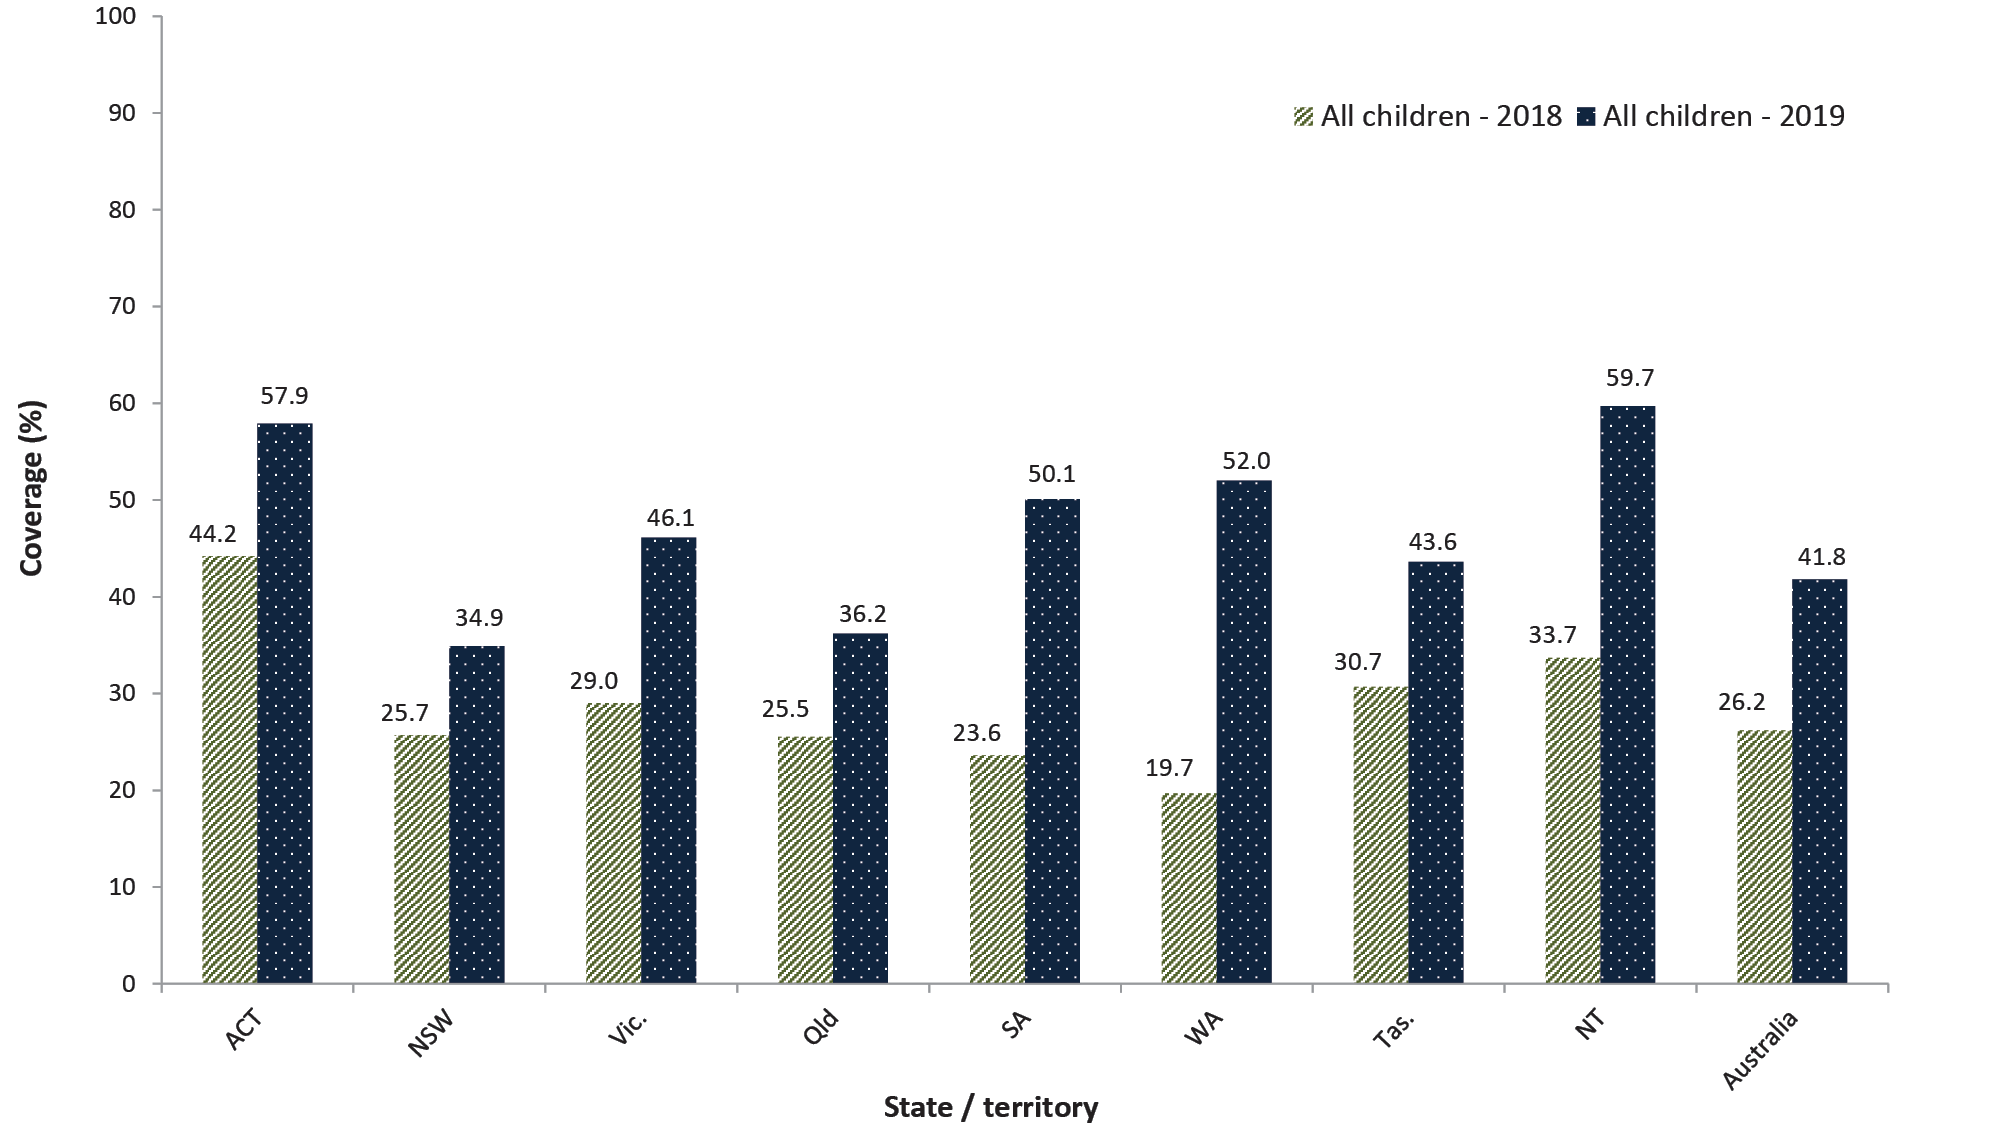 100
90
80
70
60
50
40
30
20
10
0
Coverage (%)
All children - 2018
All children - 2019
44.2
57.9
25.7
34.9
29.0
46.1
25.5
36.2
23.6
50.1
19.7
52.0
30.7
43.6
33.7
59.7
26.2
41.8
ACT
NSW
Vic.
Qld
SA
WA
Tas.
NT
Australia
State / territory